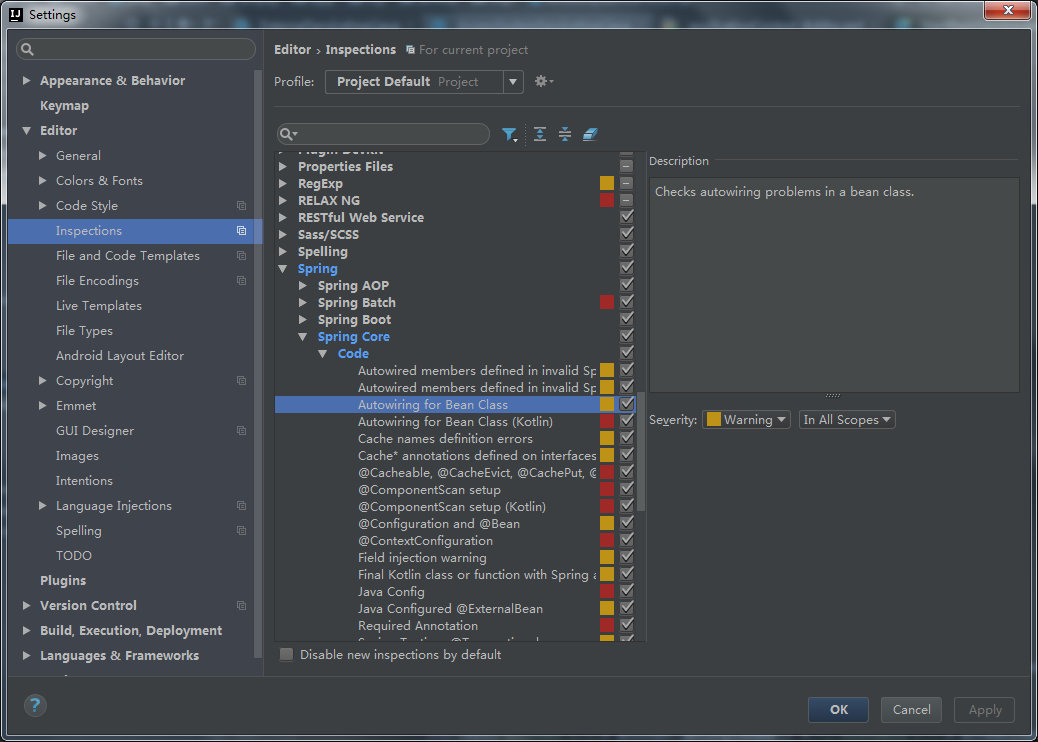 Settings
Editor › Inspections For current project
Profile: Project Default Project
Appearance & Behavior
Keymap
Editor
General
Colors & Fonts
Code Style
Inspections
File and Code Templates
File Encodings
Live Templates
File Types
Android Layout Editor
Copyright
Emmet
GUI Designer
Images
Intentions
Language Injections
Spelling
TODO
Plugins
Version Control
Build, Execution, Deployment
Languages & Frameworks
Properties Files
RegExp
RELAX NG
RESTful Web Service
Sass/SCSS
Spelling
Spring
Spring AOP
Spring Batch
Spring Boot
Spring Core
Code
Autowired members defined in invalid Sp
Autowired members defined in invalid Sp
Autowiring for Bean Class
Autowiring for Bean Class (Kotlin)
Cache names definition errors
Cache* annotations defined on interfaces
@Cacheable, @CacheEvict, @CachePut, @
@ComponentScan setup
@ComponentScan setup (Kotlin)
@Configuration and @Bean
@ContextConfiguration
Field injection warning
Final Kotlin class or function with Spring a
Java Config
Java Configured @ExternalBean
Required Annotation
Disable new inspections by default
Description
Checks autowiring problems in a bean class.
Severity: Warning In All Scopes
?
OK Cancel Apply